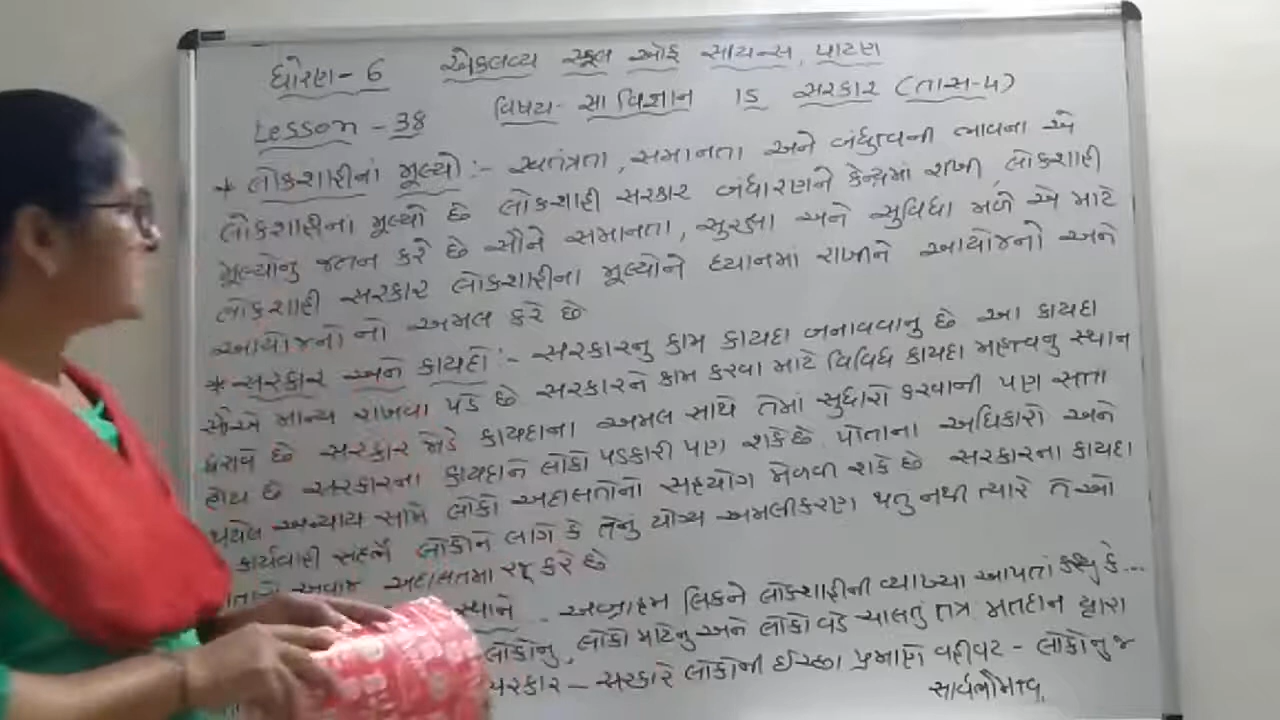 ધોરણ - 6 એકલવ્ય સ્કૂલ ઓફ સાયન્સ, પાટણ
Lesson - 38 વિષય - સા વિજ્ઞાન 15 સરકાર (તાસ-4)
* લોકશાહીનાં મૂલ્યો :- સ્વતંત્રતા, સમાનતા અને બંધુત્વની ભાવના એ
લોકશાહીનાં મૂલ્યો છે લોકશાહી સરકાર બંધારણને કેન્દ્રમાં રાખી, લોકશાહી
મૂલ્યોનુ જતન કરે છે સૌને સમાનતા, સુરક્ષા અને સુવિધા મળે એ માટે
લોકશાહી સરકાર લોકશાહીના મૂલ્યોને ધ્યાનમાં રાખીને આયોજનો અને
આયોજનો નો અમલ કરે છે
* સરકાર અને કાયદો :- સરકારનુ કામ કાયદા બનાવવાનુ છે આ કાયદા
સૌએ માન્ય રાખવા પડે છે સરકારને કામ કરવા માટે વિવિધ કાયદા મહત્વનુ સ્થાન
ધરાવે છે સરકાર જોડે કાયદાના અમલ સાથે તેમાં સુધારો કરવાની પણ સત્તા
હોય છે સરકારના કાયદાને લોકો પડકારી પણ શકે છે. પોતાના અધિકારો અને
થયેલ અન્યાય સામે લોકો અદાલતોનો સહયોગ મેળવી શકે છે સરકારના કાયદા
કાર્યવાહી લોકોને લાગે કે તેનું યોગ્ય અમલીકરણ થતુ નથી ત્યારે તેઓ
અવાજ અદાલતમા રજૂ કરે છે
સ્થાને - અબ્રાહમ લિંકને લોકશાહીની વ્યાખ્યા આપતાં કહ્યુ કે...
લોકોનુ, લોકો માટેનુ અને લોકો વડે ચાલતું તંત્ર મતદાન દ્વારા
સરકાર - સરકારે લોકોની ઈચ્છા પ્રમાણે વહીવટ - લોકોનુ જ
સાર્વભૌમત્વ